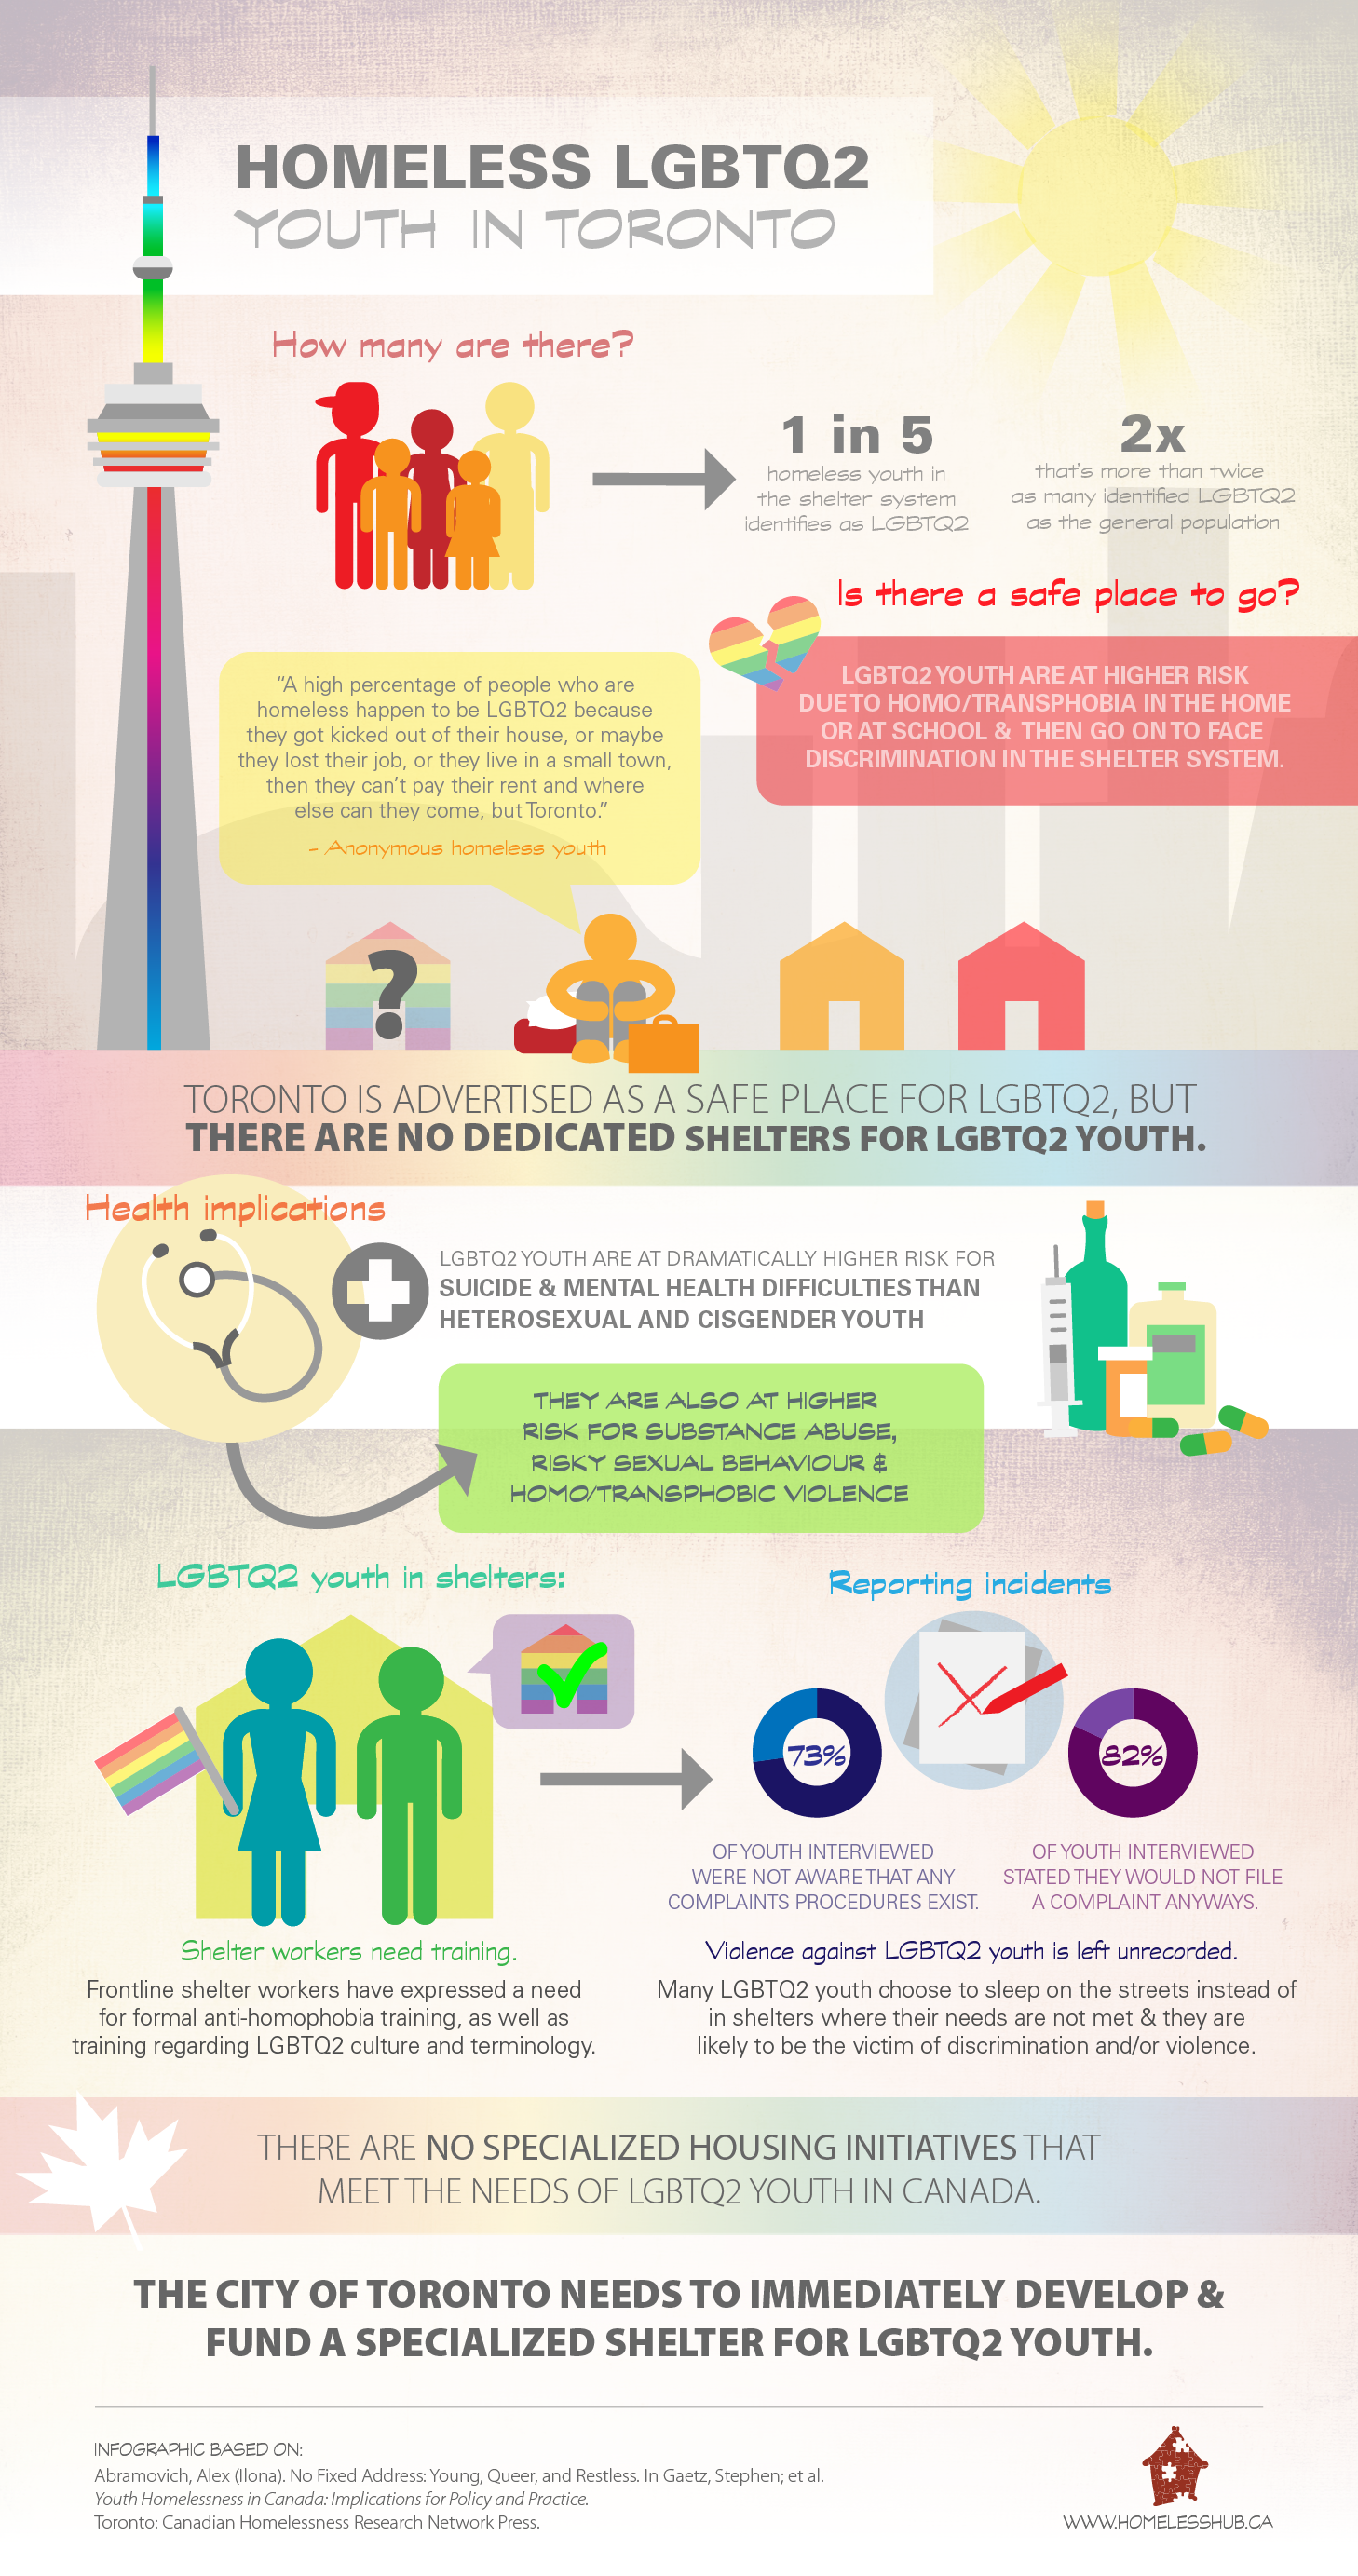 HOMELESS LGBTQ2
YOUTH IN TORONTO
How many are there?
1 in 5
homeless youth in
the shelter system
identifies as LGBTQ2
2x
that's more than twice
as many identified LGBTQ2
as the general population
Is there a safe place to go?
LGBTQ2 YOUTH ARE AT HIGHER RISK
DUE TO HOMO/TRANSPHOBIA IN THE HOME
OR AT SCHOOL & THEN GO ON TO FACE
DISCRIMINATION IN THE SHELTER SYSTEM.
"A high percentage of people who are
homeless happen to be LGBTQ2 because
they got kicked out of their house, or maybe
they lost their job, or they live in a small town,
then they can't pay their rent and where
else can they come, but Toronto."
- Anonymous homeless youth
?
TORONTO IS ADVERTISED AS A SAFE PLACE FOR LGBTQ2, BUT
THERE ARE NO DEDICATED SHELTERS FOR LGBTQ2 YOUTH.
Health implications
LGBTQ2 YOUTH ARE AT DRAMATICALLY HIGHER RISK FOR
SUICIDE & MENTAL HEALTH DIFFICULTIES THAN
HETEROSEXUAL AND CISGENDER YOUTH
THEY ARE ALSO AT HIGHER
RISK FOR SUBSTANCE ABUSE,
RISKY SEXUAL BEHAVIOUR &
HOMO/TRANSPHOBIC VIOLENCE
LGBTQ2 youth in shelters:
Shelter workers need training.
Frontline shelter workers have expressed a need
for formal anti-homophobia training, as well as
training regarding LGBTQ2 culture and terminology.
Reporting incidents
73%
OF YOUTH INTERVIEWED
WERE NOT AWARE THAT ANY
COMPLAINTS PROCEDURES EXIST.
82%
OF YOUTH INTERVIEWED
STATED THEY WOULD NOT FILE
A COMPLAINT ANYWAYS.
Violence against LGBTQ2 youth is left unrecorded.
Many LGBTQ2 youth choose to sleep on the streets instead of
in shelters where their needs are not met & they are
likely to be the victim of discrimination and/or violence.
THERE ARE NO SPECIALIZED HOUSING INITIATIVES THAT
MEET THE NEEDS OF LGBTQ2 YOUTH IN CANADA.
THE CITY OF TORONTO NEEDS TO IMMEDIATELY DEVELOP &
FUND A SPECIALIZED SHELTER FOR LGBTQ2 YOUTH.
INFOGRAPHIC BASED ON:
Abramovich, Alex (Ilona). No Fixed Address: Young, Queer, and Restless. In Gaetz, Stephen; et al.
Youth Homelessness in Canada: Implications for Policy and Practice.
Toronto: Canadian Homelessness Research Network Press.
WWW.HOMELESSHUB.CA